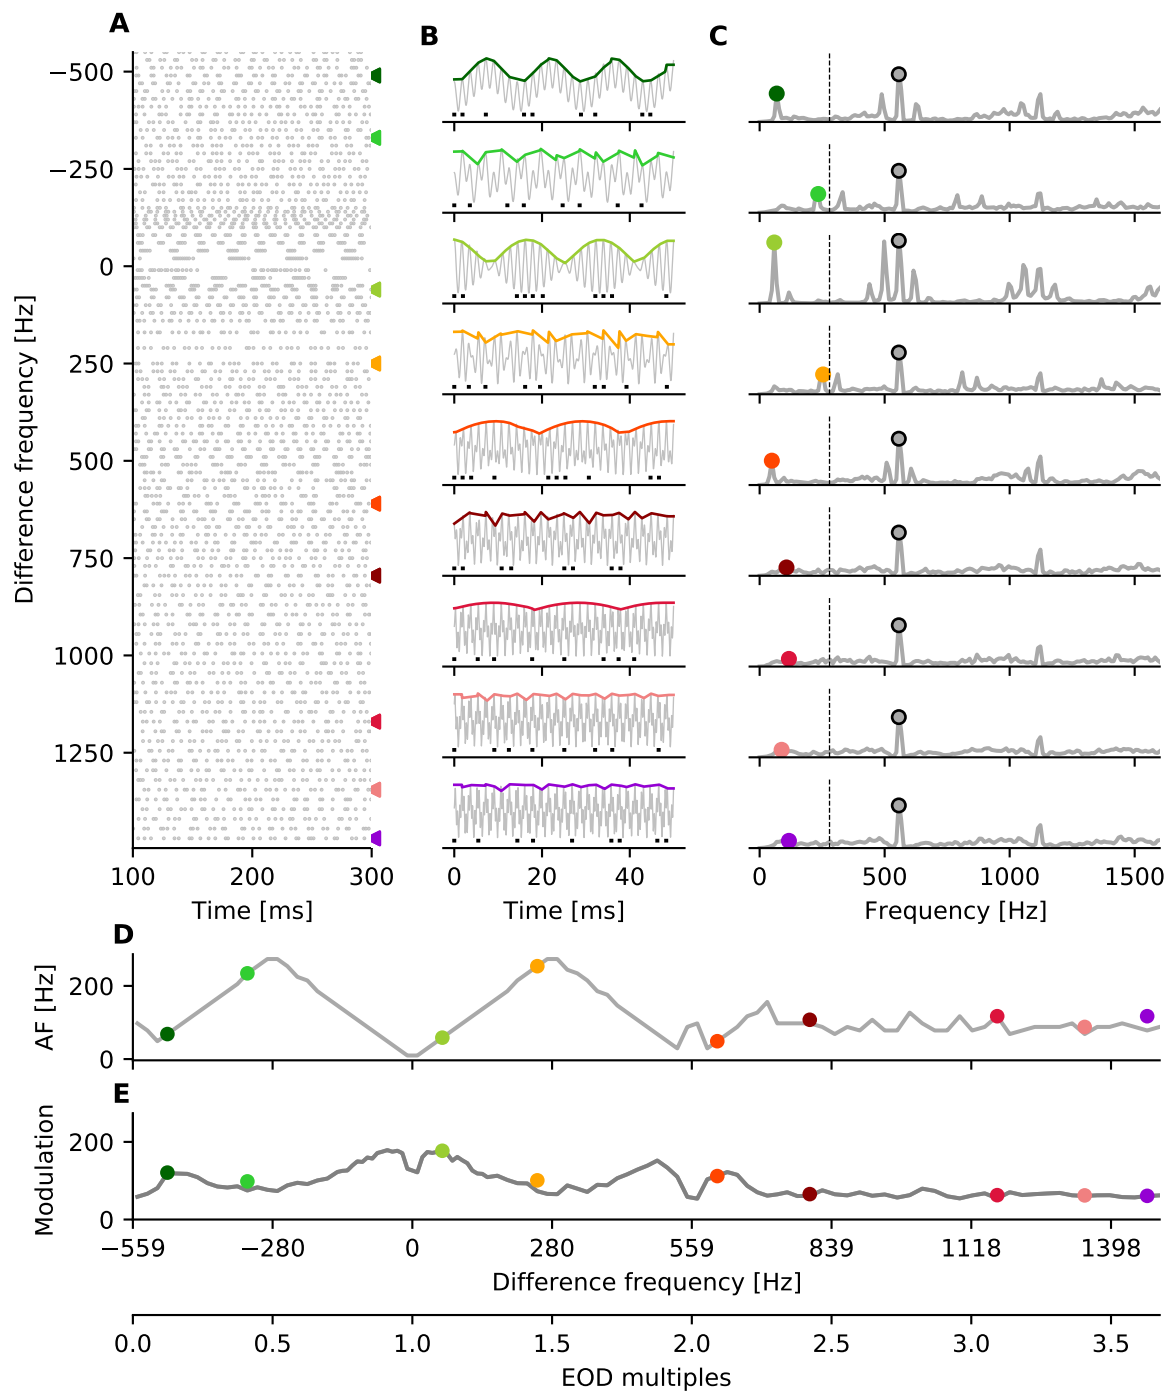 A
B
C
Difference frequency [Hz]
−500
−250
0
250
500
750
1000
1250
100 200 300
Time [ms]
0 20 40
Time [ms]
0 500 1000 1500
Frequency [Hz]
D
AF [Hz]
200
0
E
Modulation
200
0
−559 −280 0 280 559 839 1118 1398
Difference frequency [Hz]
0.0 0.5 1.0 1.5 2.0 2.5 3.0 3.5
EOD multiples